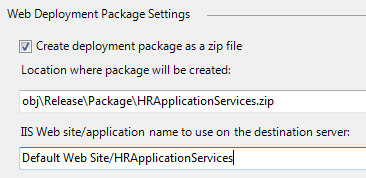 Web Deployment Package Settings
Create deployment package as a zip file
Location where package will be created:
obj\Release\Package\HRApplicationServices.zip
IIS Web site/application name to use on the destination server:
Default Web Site/HRApplicationServices